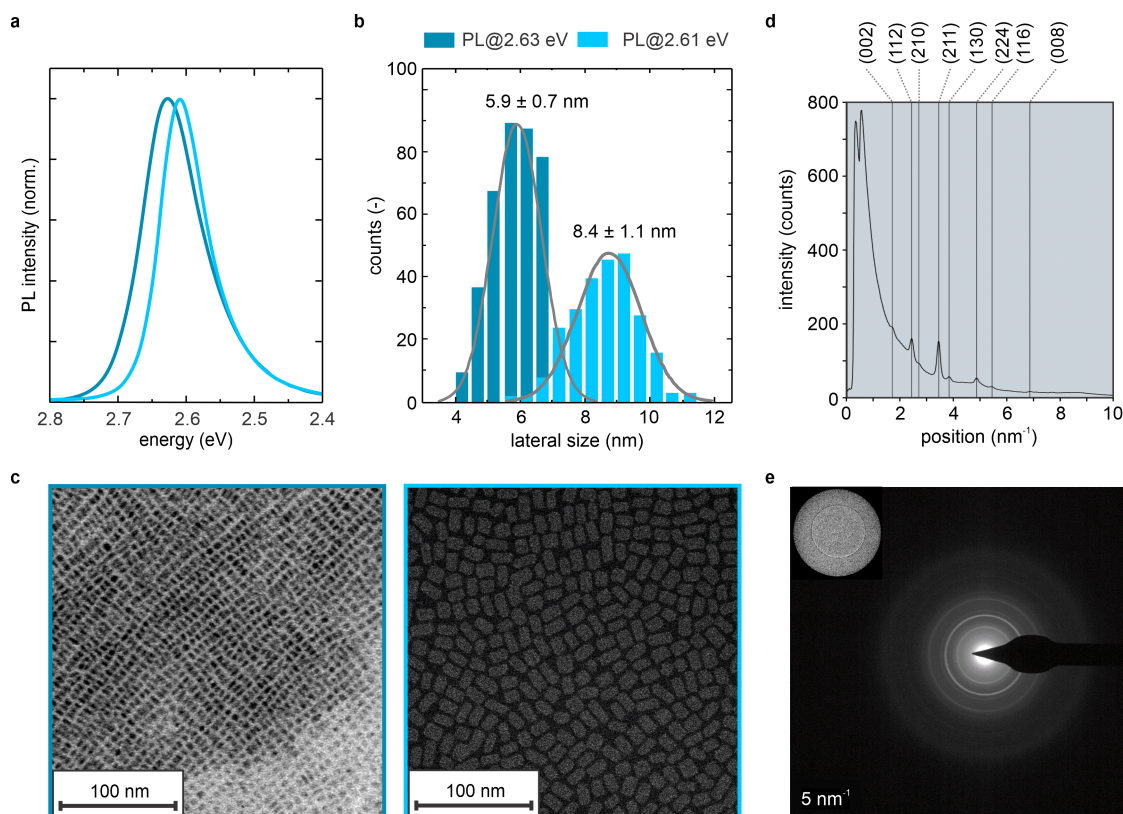 a
PL intensity (norm.)
2.8 2.7 2.6 2.5 2.4
energy (eV)
b
PL@2.63 eV PL@2.61 eV
100
80
60
40
20
0
counts (-)
5.9 ± 0.7 nm
8.4 ± 1.1 nm
4 6 8 10 12
lateral size (nm)
d
(002) (112) (210) (211) (130) (224) (116) (008)
800
600
400
200
0
intensity (counts)
0 2 4 6 8 10
position (nm⁻¹)
c
100 nm
100 nm
e
5 nm⁻¹